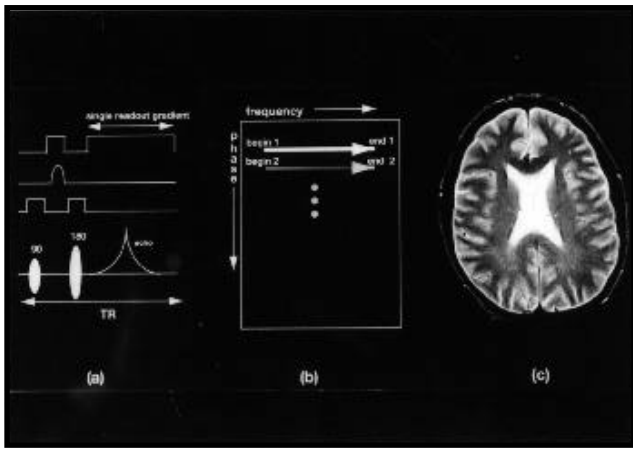 single readout gradient
90
180
echo
TR
(a)
frequency
phase
begin 1
end 1
begin 2
end 2
(b)
(c)